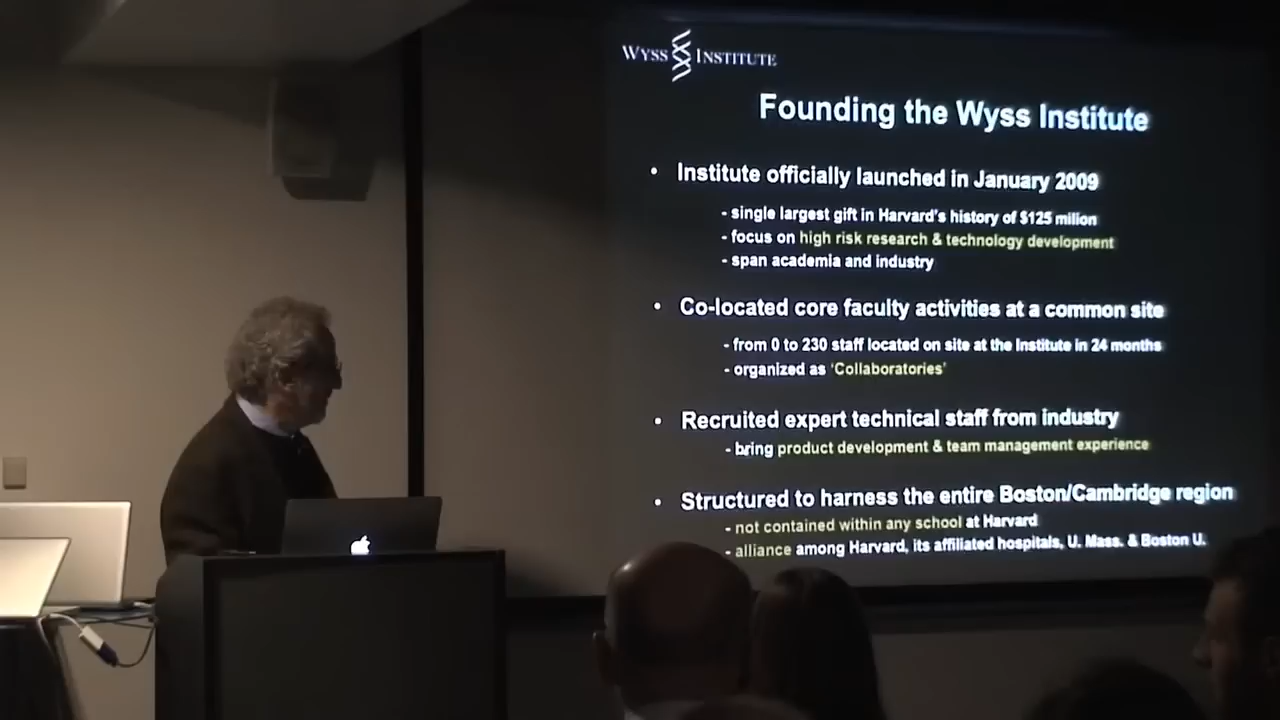 WYSS INSTITUTE
Founding the Wyss Institute
• Institute officially launched in January 2009
- single largest gift in Harvard's history of $125 milion
- focus on high risk research & technology development
- span academia and industry
• Co-located core faculty activities at a common site
- from 0 to 230 staff located on site at the Institute in 24 months
- organized as 'Collaboratories'
• Recruited expert technical staff from industry
- bring product development & team management experience
• Structured to harness the entire Boston/Cambridge region
- not contained within any school at Harvard
- alliance among Harvard, its affiliated hospitals, U. Mass. & Boston U.